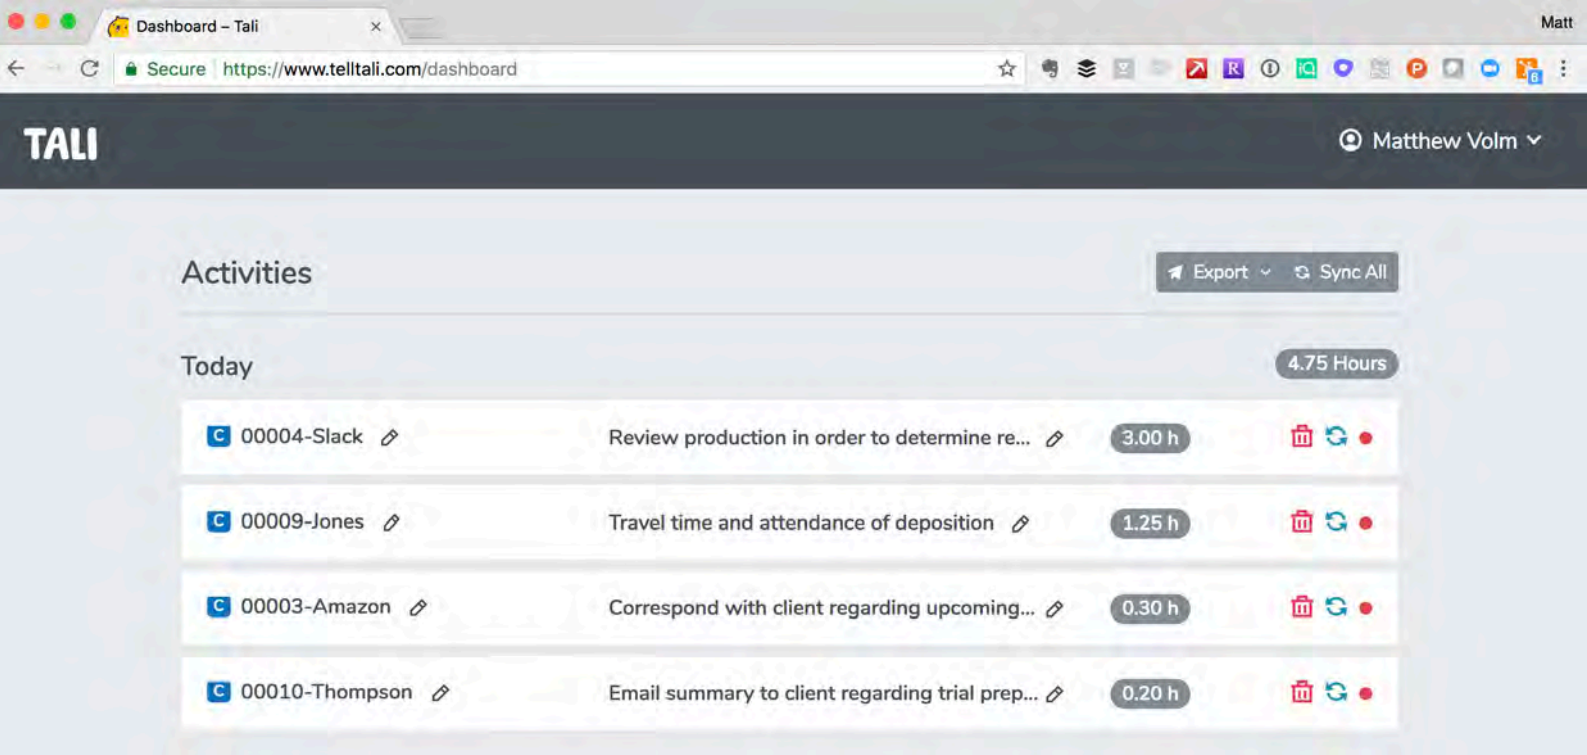 Dashboard – Tali
Matt
Secure https://www.telltali.com/dashboard
TALI
Matthew Volm
Activities
Export Sync All
Today
4.75 Hours
C 00004-Slack Review production in order to determine re... 3.00 h
C 00009-Jones Travel time and attendance of deposition 1.25 h
C 00003-Amazon Correspond with client regarding upcoming... 0.30 h
C 00010-Thompson Email summary to client regarding trial prep... 0.20 h